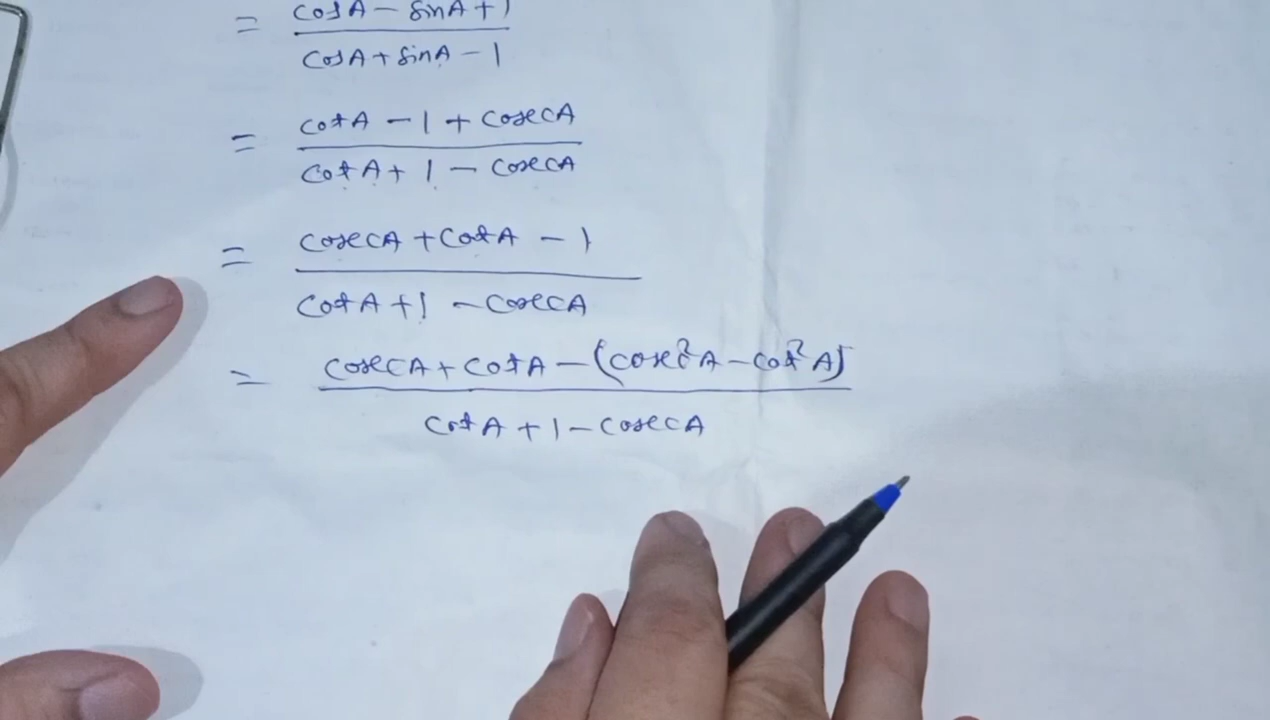 = cosA - sinA + 1
cosA + sinA - 1
= cotA - 1 + cosecA
cotA + 1 - cosecA
= cosecA + cotA - 1
cotA + 1 - cosecA
= cosecA + cotA - (cosec²A - cot²A)
cotA + 1 - cosecA